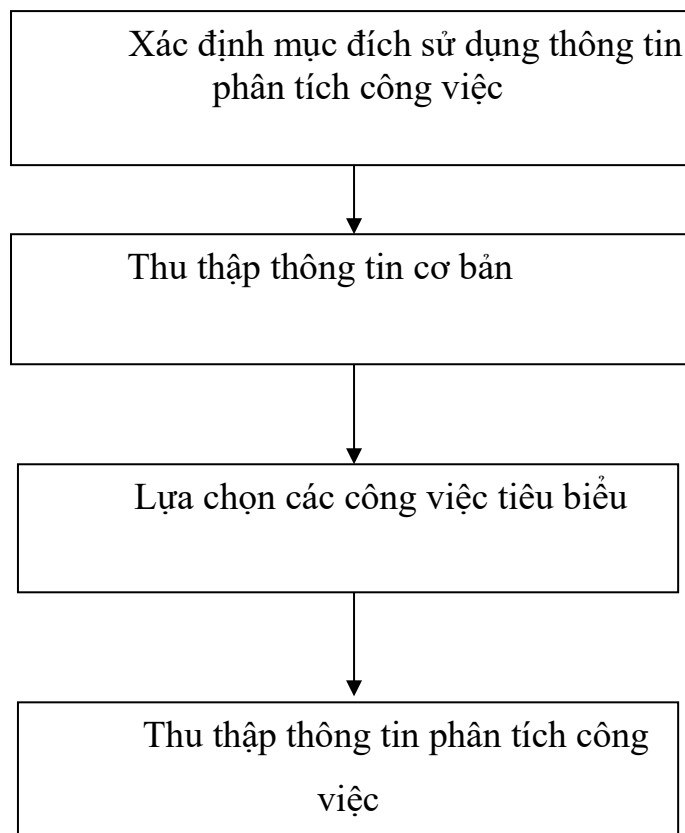 Xác định mục đích sử dụng thông tin
phân tích công việc
Thu thập thông tin cơ bản
Lựa chọn các công việc tiêu biểu
Thu thập thông tin phân tích công
việc